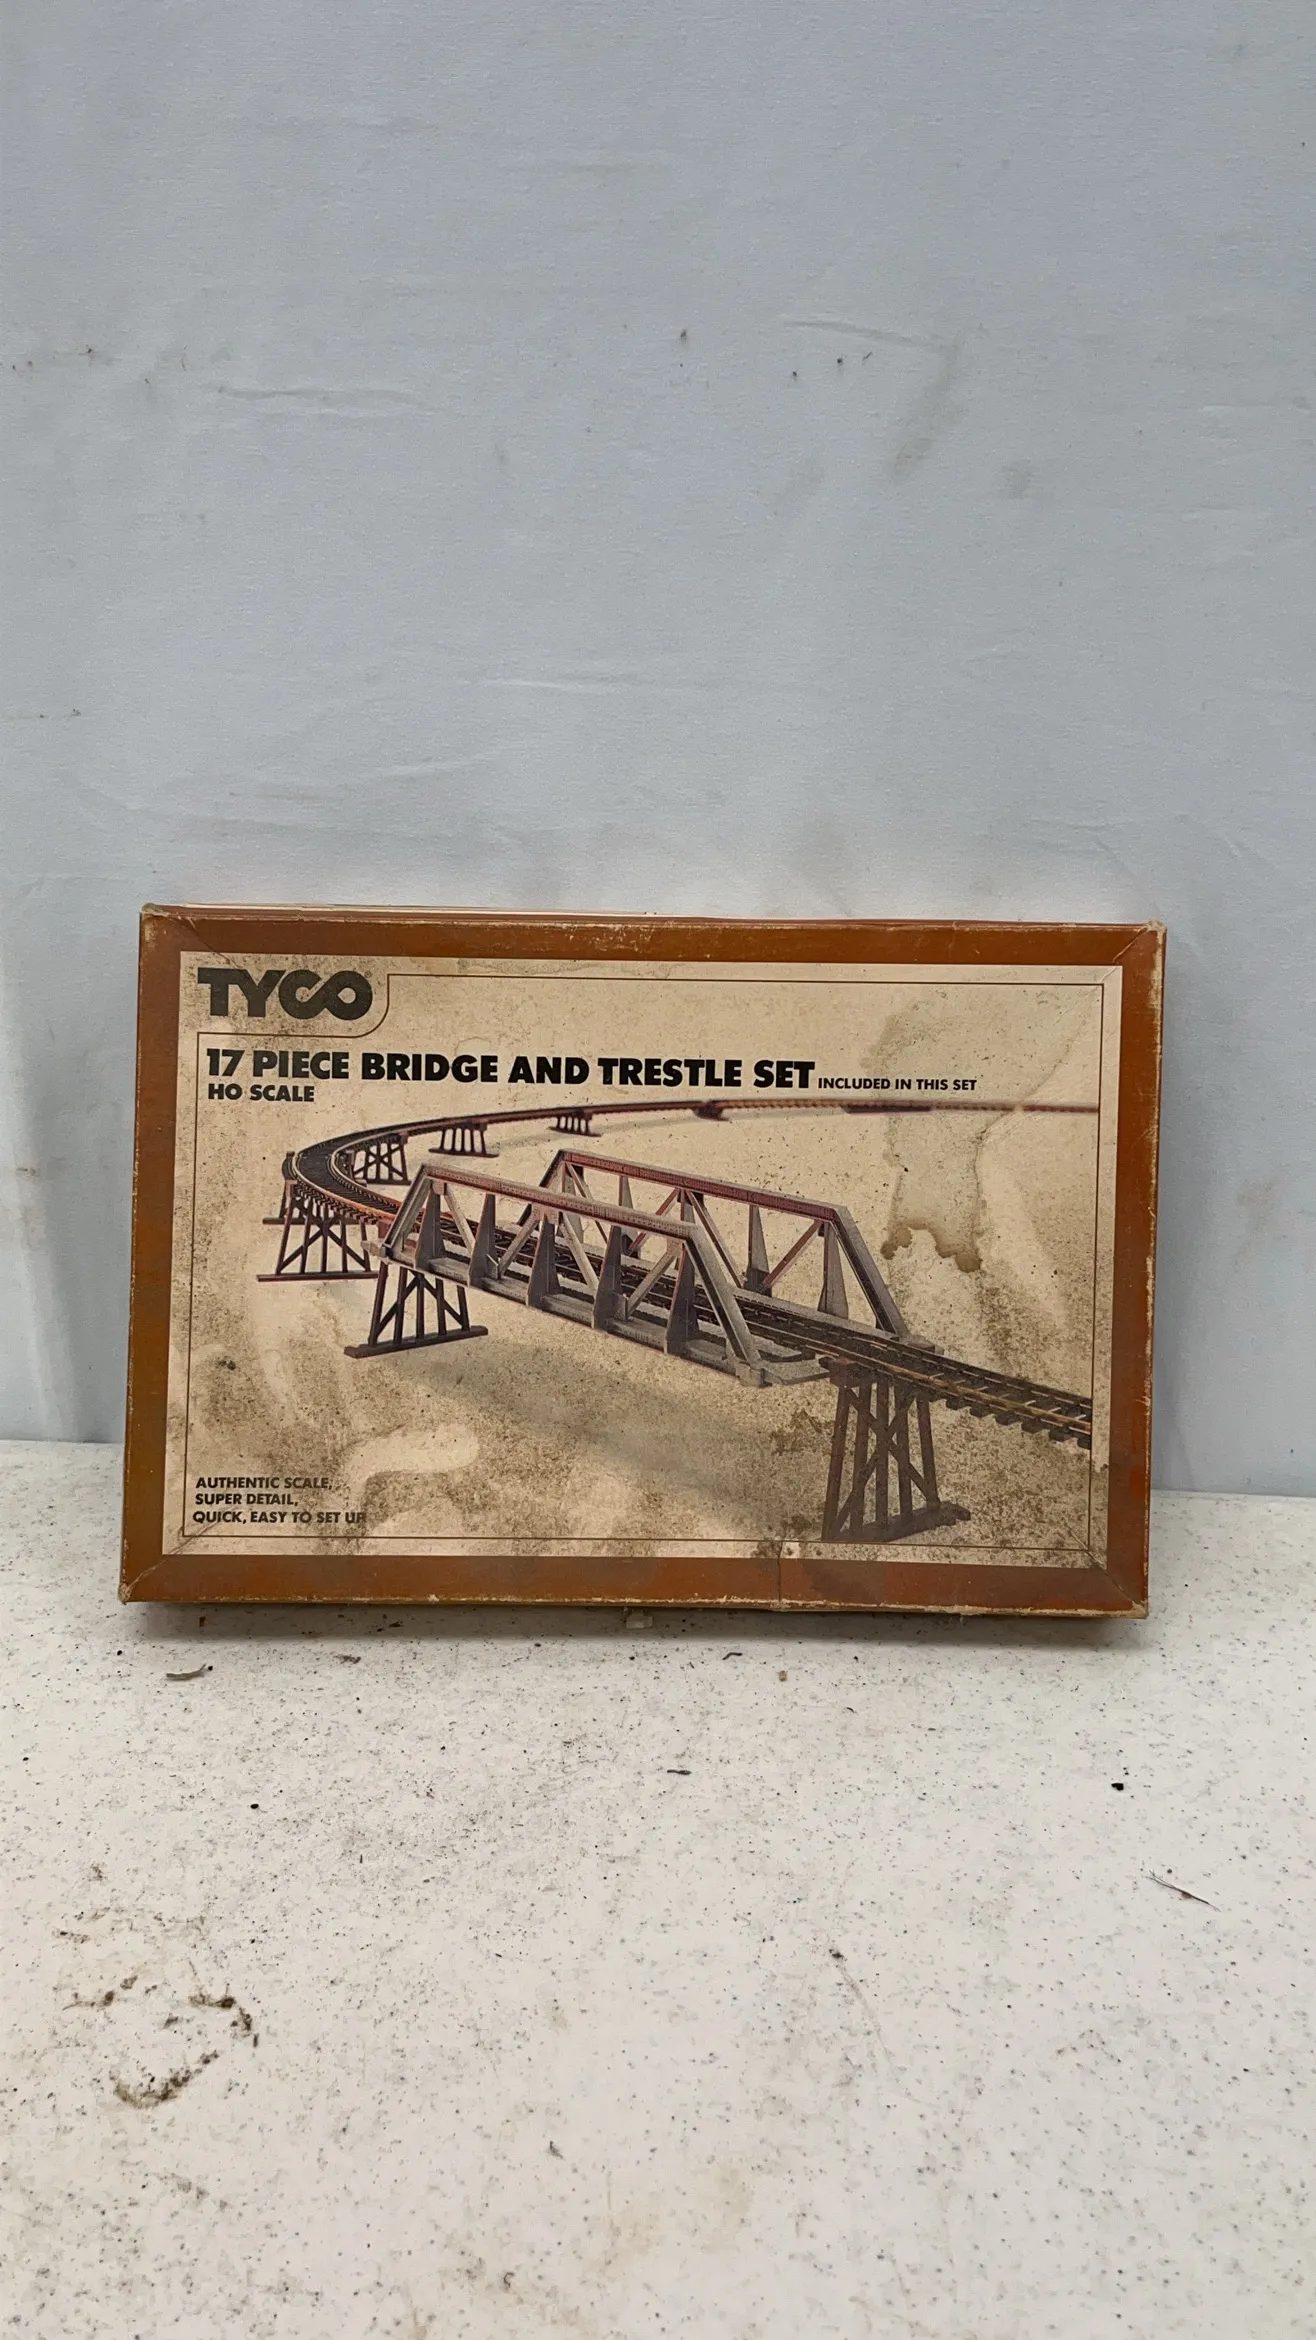 TYCO
17 PIECE BRIDGE AND TRESTLE SET INCLUDED IN THIS SET
HO SCALE
AUTHENTIC SCALE,
SUPER DETAIL,
QUICK, EASY TO SET UP